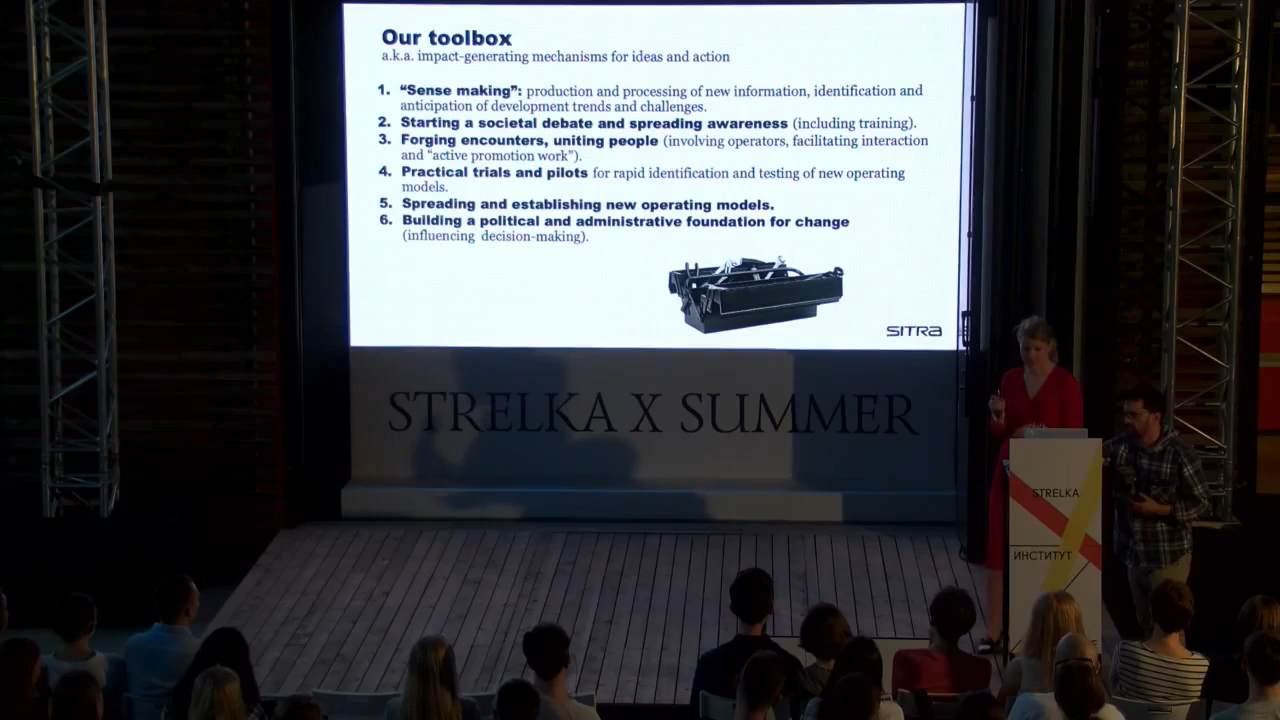 Our toolbox
a.k.a. impact-generating mechanisms for ideas and action
1. “Sense making”: production and processing of new information, identification and
anticipation of development trends and challenges.
2. Starting a societal debate and spreading awareness (including training).
3. Forging encounters, uniting people (involving operators, facilitating interaction
and “active promotion work”).
4. Practical trials and pilots for rapid identification and testing of new operating
models.
5. Spreading and establishing new operating models.
6. Building a political and administrative foundation for change
(influencing decision-making).
SITRA
STRELKA X SUMMER
STRELKA
ИНСТИТУТ